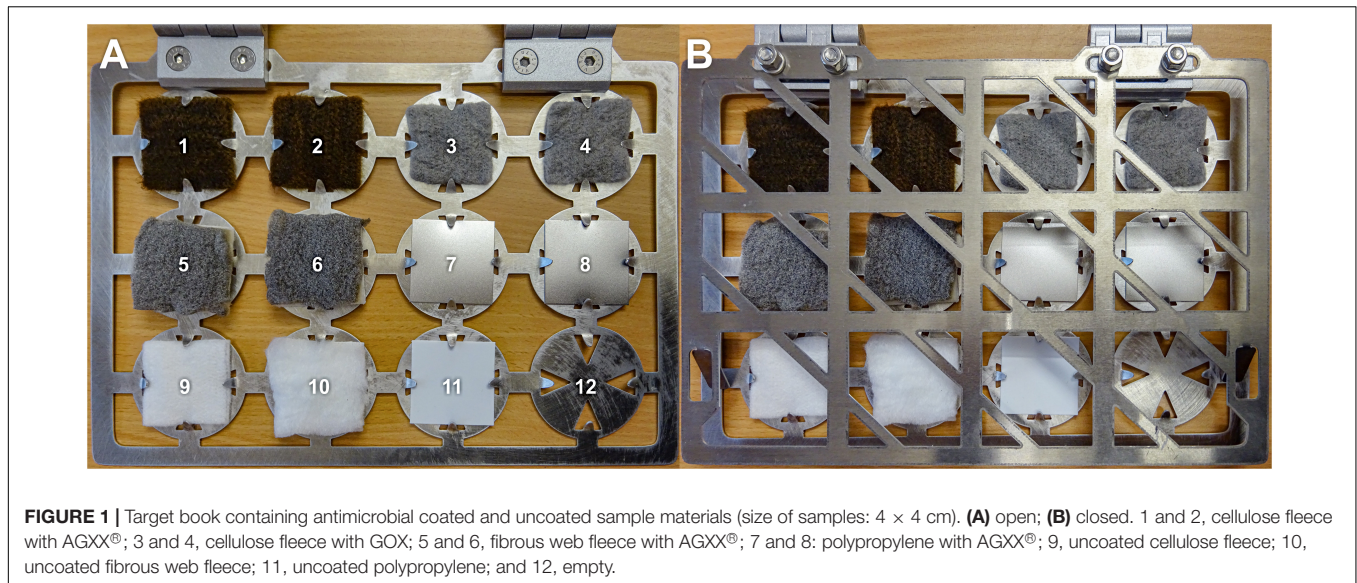 A
B
1
2
3
4
5
6
7
8
9
10
11
12
FIGURE 1 | Target book containing antimicrobial coated and uncoated sample materials (size of samples: 4 × 4 cm). (A) open; (B) closed. 1 and 2, cellulose fleece
with AGXX®; 3 and 4, cellulose fleece with GOX; 5 and 6, fibrous web fleece with AGXX®; 7 and 8: polypropylene with AGXX®; 9, uncoated cellulose fleece; 10,
uncoated fibrous web fleece; 11, uncoated polypropylene; and 12, empty.